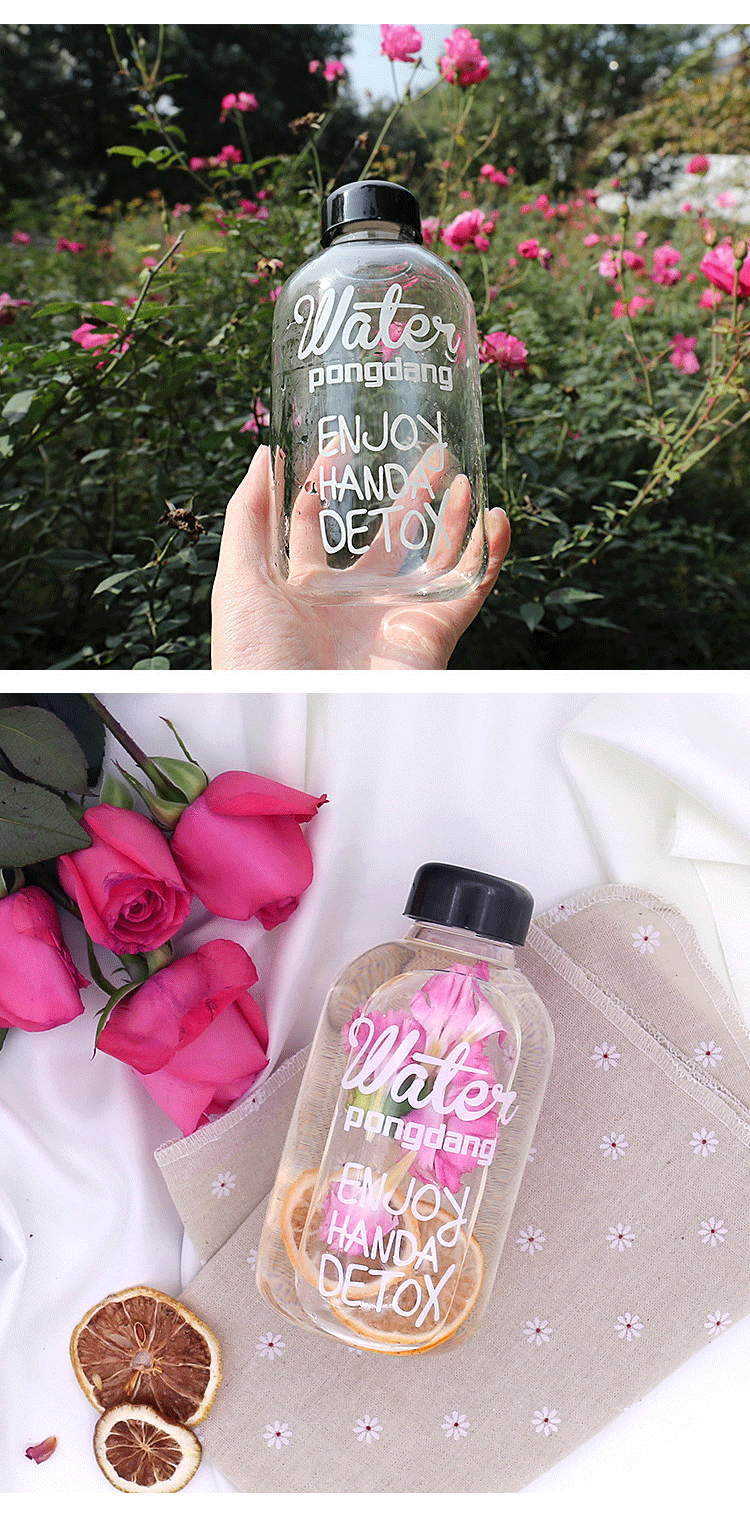 Water
pongdang
ENJOY
HANDA
DETOX
Water
pongdang
ENJOY
HANDA
DETOX